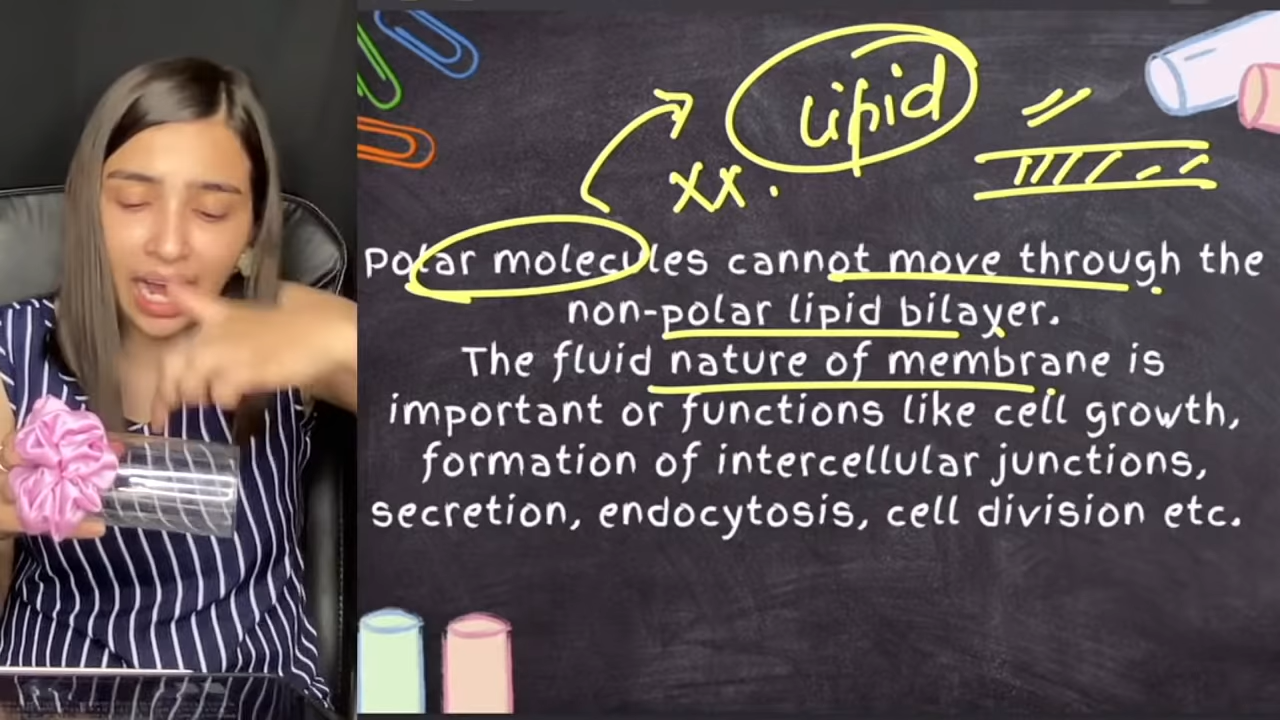 Lipid
xx.
Polar molecules cannot move through the
non-polar lipid bilayer.
The fluid nature of membrane is
important or functions like cell growth,
formation of intercellular junctions,
secretion, endocytosis, cell division etc.